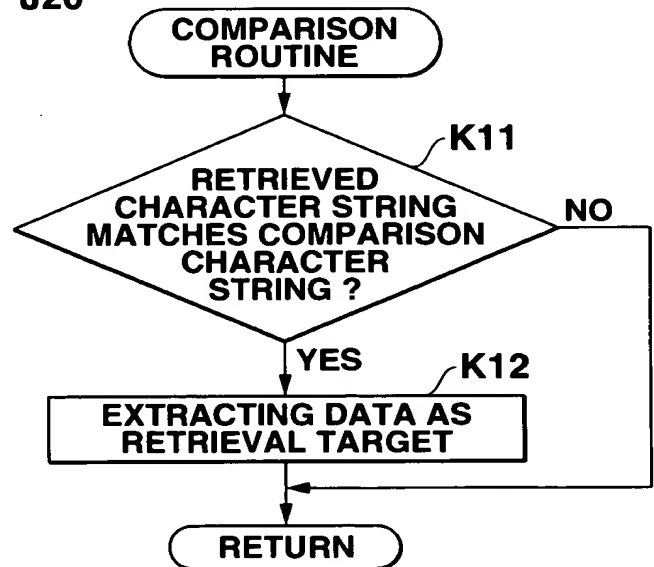 COMPARISON
ROUTINE
K11
RETRIEVED
CHARACTER STRING
MATCHES COMPARISON
CHARACTER
STRING ?
NO
YES
K12
EXTRACTING DATA AS
RETRIEVAL TARGET
RETURN